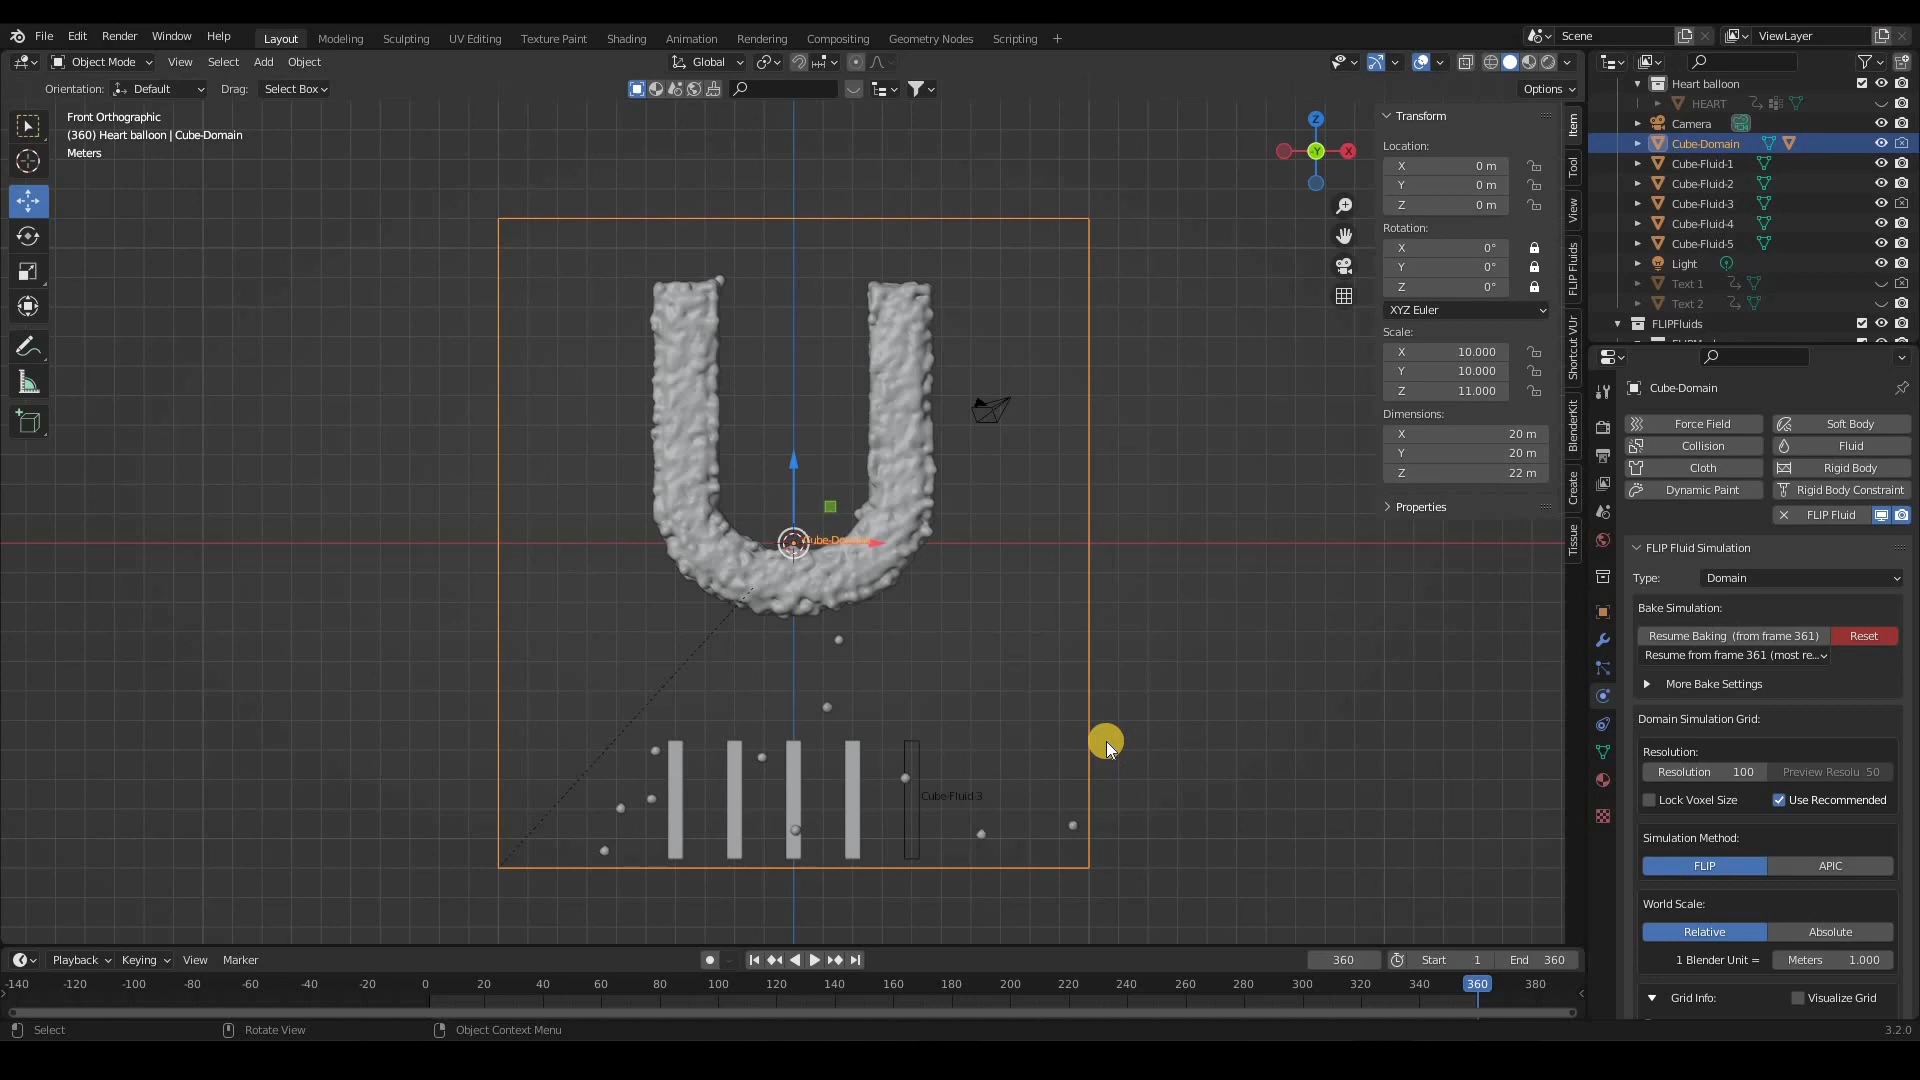 File Edit Render Window Help Layout Modeling Sculpting UV Editing Texture Paint Shading Animation Rendering Compositing Geometry Nodes Scripting + Scene ViewLayer
Object Mode View Select Add Object Global
Orientation: Default Drag: Select Box Options
Front Orthographic
(360) Heart balloon | Cube-Domain
Meters
Z
X
-Y
Cube-Fluid-3
Transform
Location:
X 0 m
Y 0 m
Z 0 m
Rotation:
X 0°
Y 0°
Z 0°
XYZ Euler
Scale:
X 10.000
Y 10.000
Z 11.000
Dimensions:
X 20 m
Y 20 m
Z 22 m
Properties
Item
Tool
View
FLIP Fluids
Shortcut VUr
BlenderKit
Create
Tissue
Heart balloon
HEART
Camera
Cube-Domain
Cube-Fluid-1
Cube-Fluid-2
Cube-Fluid-3
Cube-Fluid-4
Cube-Fluid-5
Light
Text 1
Text 2
FLIPFluids
Cube-Domain
Force Field Soft Body
Collision Fluid
Cloth Rigid Body
Dynamic Paint Rigid Body Constraint
FLIP Fluid
FLIP Fluid Simulation
Type: Domain
Bake Simulation:
Resume Baking (from frame 361) Reset
Resume from frame 361 (most re...
More Bake Settings
Domain Simulation Grid:
Resolution:
Resolution 100 Preview Resolu 50
Lock Voxel Size Use Recommended
Simulation Method:
FLIP APIC
World Scale:
Relative Absolute
1 Blender Unit = Meters 1.000
Grid Info: Visualize Grid
Playback Keying View Marker 360 Start 1 End 360
-140 -120 -100 -80 -60 -40 -20 0 20 40 60 80 100 120 140 160 180 200 220 240 260 280 300 320 340 360 380
Select Rotate View Object Context Menu 3.2.0